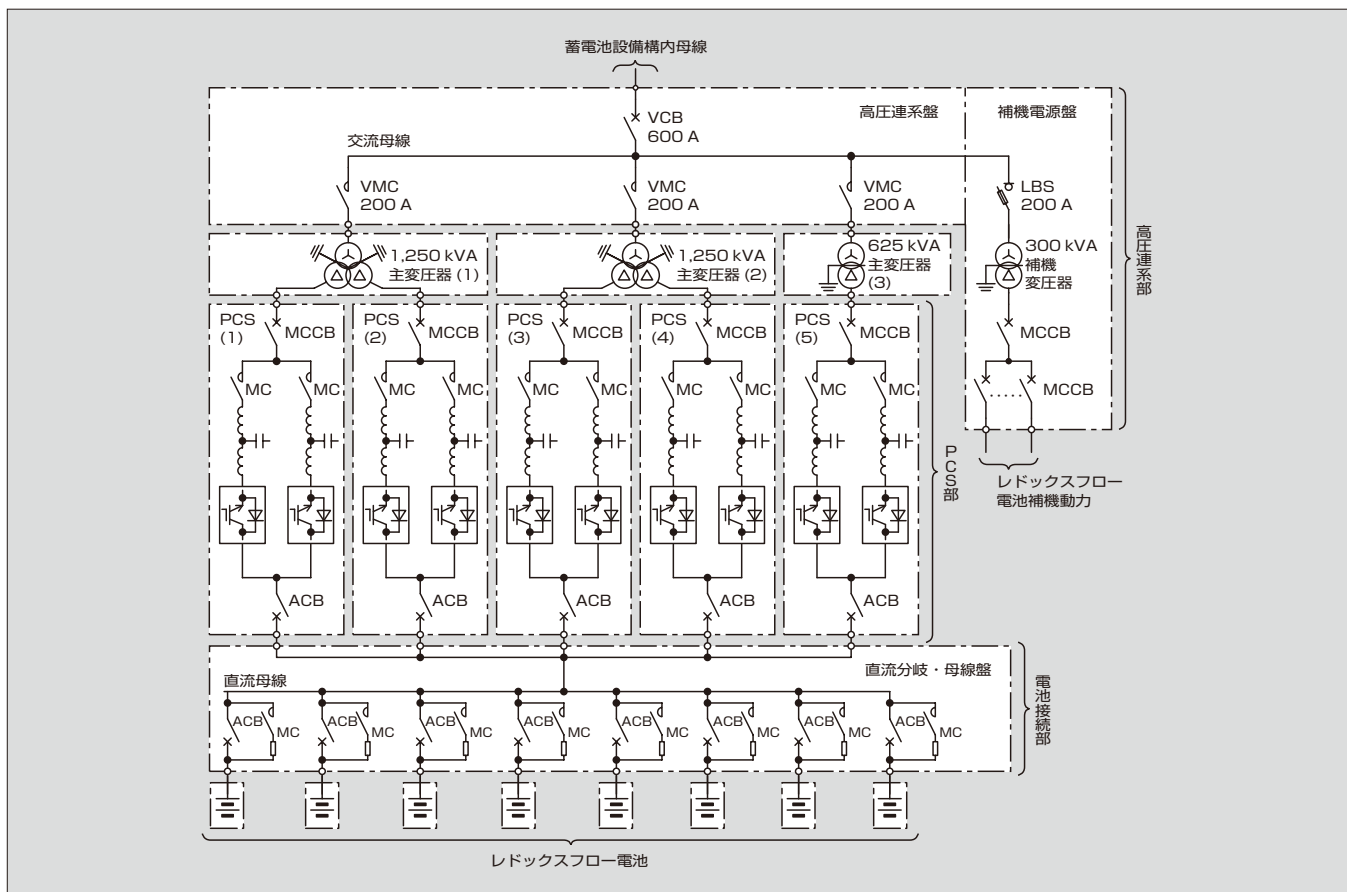 蓄電池設備構内母線
高圧連系盤
補機電源盤
VCB
600 A
交流母線
VMC
200 A
VMC
200 A
VMC
200 A
LBS
200 A
高圧連系部
1,250 kVA
主変圧器 (1)
1,250 kVA
主変圧器 (2)
625 kVA
主変圧器
(3)
300 kVA
補機
変圧器
PCS
(1)
MCCB
PCS
(2)
MCCB
PCS
(3)
MCCB
PCS
(4)
MCCB
PCS
(5)
MCCB
MCCB
MC
MC
MC
MC
MC
MC
MC
MC
MC
MC
MCCB
PCS部
レドックスフロー
電池補機動力
ACB
ACB
ACB
ACB
ACB
直流母線
直流分岐・母線盤
電池接続部
ACB
MC
ACB
MC
ACB
MC
ACB
MC
ACB
MC
ACB
MC
ACB
MC
ACB
MC
レドックスフロー電池